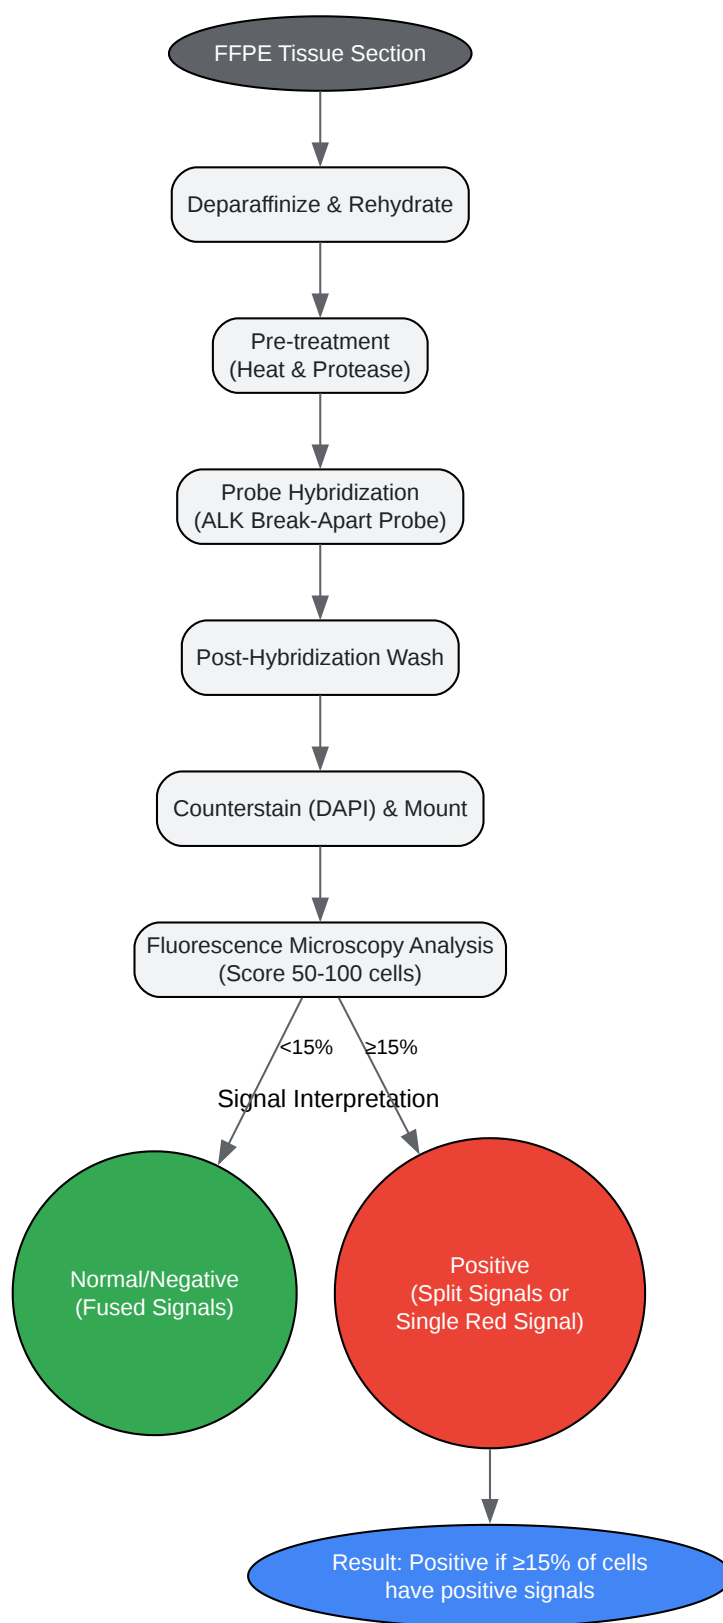 FFPE Tissue Section
Deparaffinize & Rehydrate
Pre-treatment
(Heat & Protease)
Probe Hybridization
(ALK Break-Apart Probe)
Post-Hybridization Wash
Counterstain (DAPI) & Mount
Fluorescence Microscopy Analysis
(Score 50-100 cells)
<15%
≥15%
Signal Interpretation
Normal/Negative
(Fused Signals)
Positive
(Split Signals or
Single Red Signal)
Result: Positive if ≥15% of cells
have positive signals